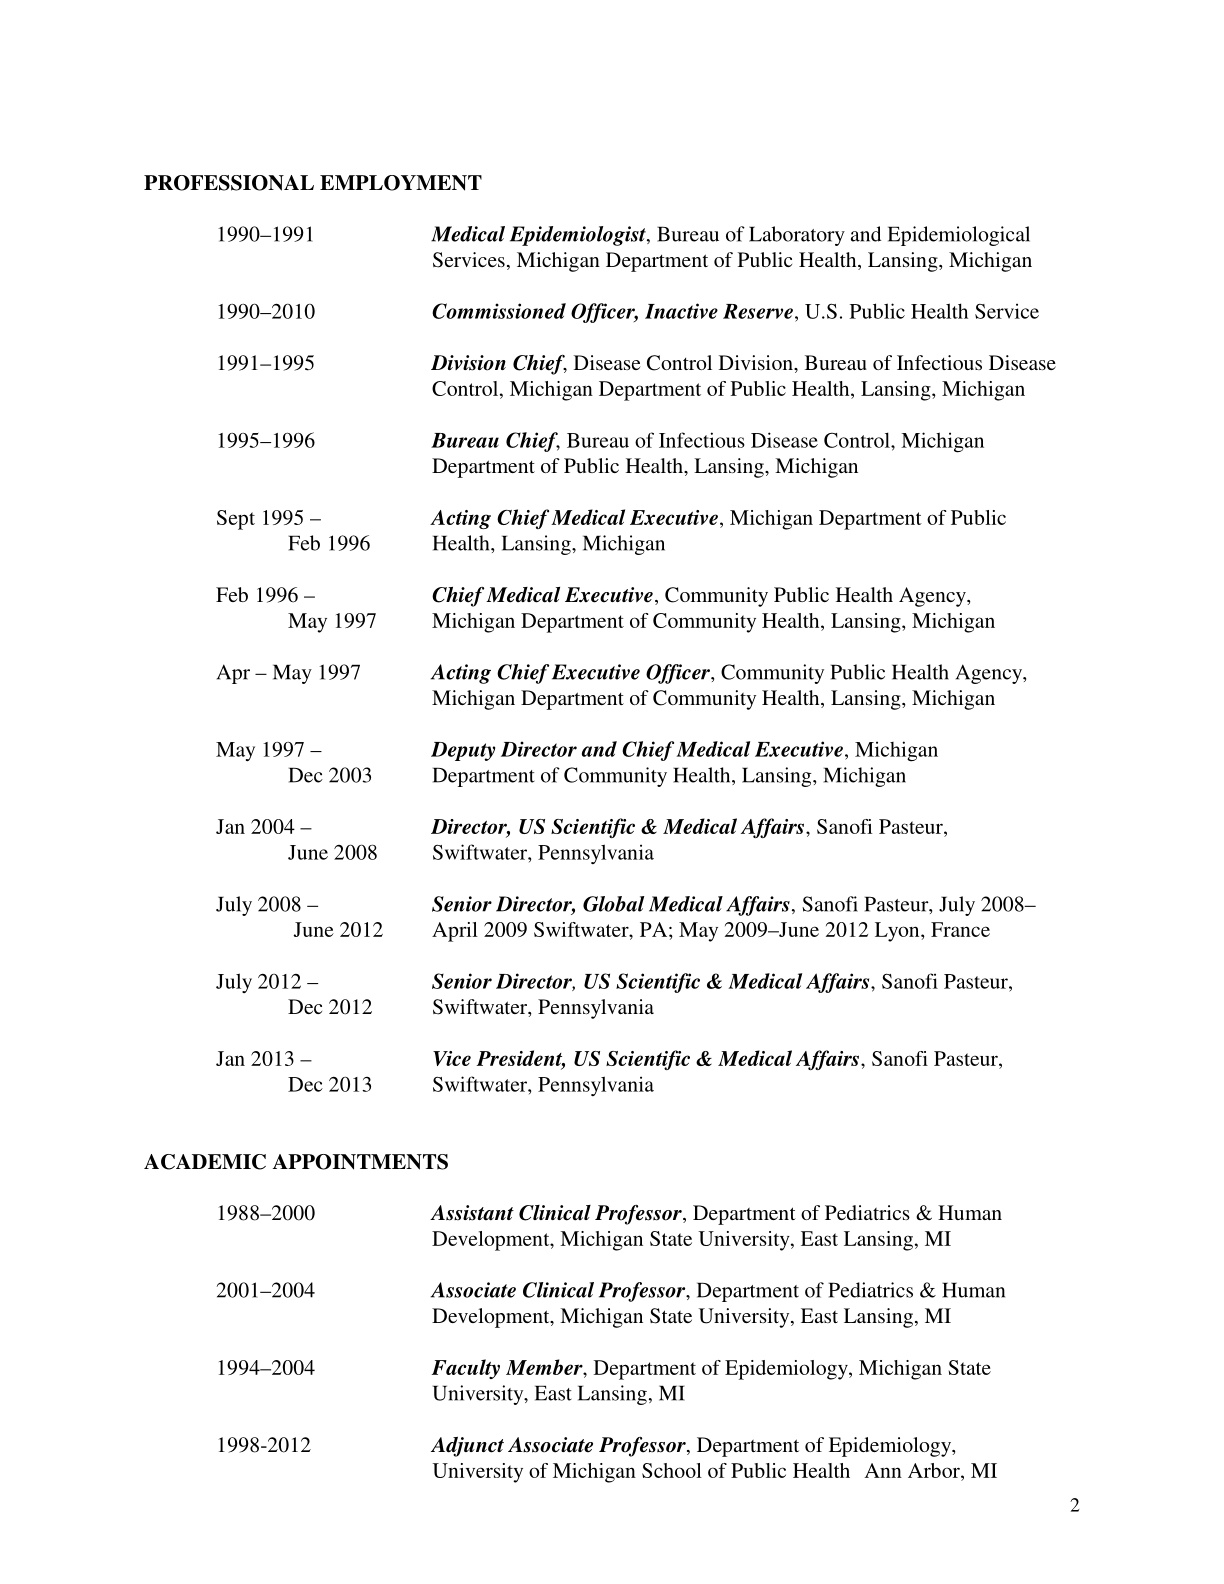 PROFESSIONAL EMPLOYMENT
1990–1991 Medical Epidemiologist, Bureau of Laboratory and Epidemiological
Services, Michigan Department of Public Health, Lansing, Michigan
1990–2010 Commissioned Officer, Inactive Reserve, U.S. Public Health Service
1991–1995 Division Chief, Disease Control Division, Bureau of Infectious Disease
Control, Michigan Department of Public Health, Lansing, Michigan
1995–1996 Bureau Chief, Bureau of Infectious Disease Control, Michigan
Department of Public Health, Lansing, Michigan
Sept 1995 – Acting Chief Medical Executive, Michigan Department of Public
Feb 1996 Health, Lansing, Michigan
Feb 1996 – Chief Medical Executive, Community Public Health Agency,
May 1997 Michigan Department of Community Health, Lansing, Michigan
Apr – May 1997 Acting Chief Executive Officer, Community Public Health Agency,
Michigan Department of Community Health, Lansing, Michigan
May 1997 – Deputy Director and Chief Medical Executive, Michigan
Dec 2003 Department of Community Health, Lansing, Michigan
Jan 2004 – Director, US Scientific & Medical Affairs, Sanofi Pasteur,
June 2008 Swiftwater, Pennsylvania
July 2008 – Senior Director, Global Medical Affairs, Sanofi Pasteur, July 2008–
June 2012 April 2009 Swiftwater, PA; May 2009–June 2012 Lyon, France
July 2012 – Senior Director, US Scientific & Medical Affairs, Sanofi Pasteur,
Dec 2012 Swiftwater, Pennsylvania
Jan 2013 – Vice President, US Scientific & Medical Affairs, Sanofi Pasteur,
Dec 2013 Swiftwater, Pennsylvania
ACADEMIC APPOINTMENTS
1988–2000 Assistant Clinical Professor, Department of Pediatrics & Human
Development, Michigan State University, East Lansing, MI
2001–2004 Associate Clinical Professor, Department of Pediatrics & Human
Development, Michigan State University, East Lansing, MI
1994–2004 Faculty Member, Department of Epidemiology, Michigan State
University, East Lansing, MI
1998-2012 Adjunct Associate Professor, Department of Epidemiology,
University of Michigan School of Public Health Ann Arbor, MI
2